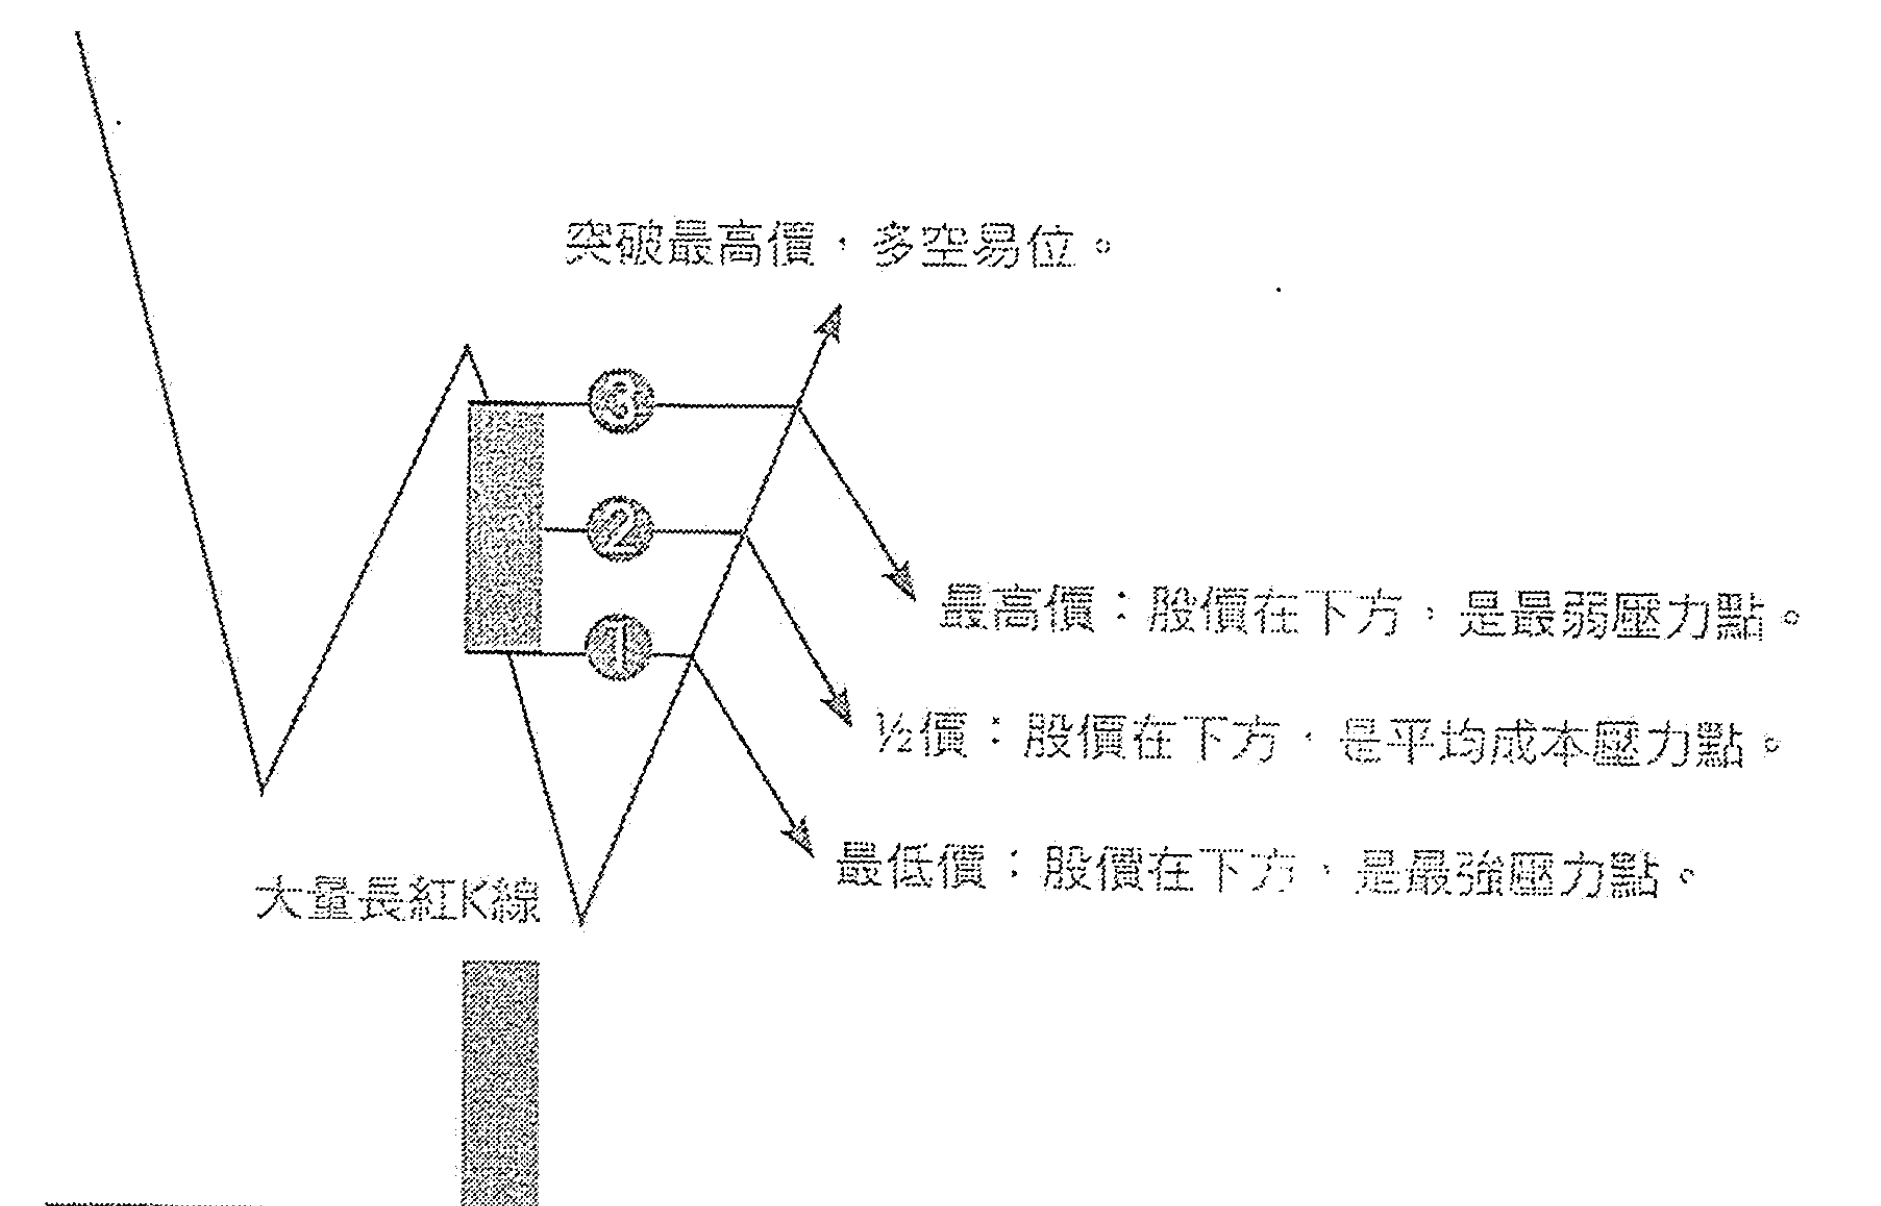 突破最高價，多空易位。
③
②
①
最高價：股價在下方，是最弱壓力點。
½價：股價在下方，是平均成本壓力點。
最低價：股價在下方，是最強壓力點。
大量長紅K線